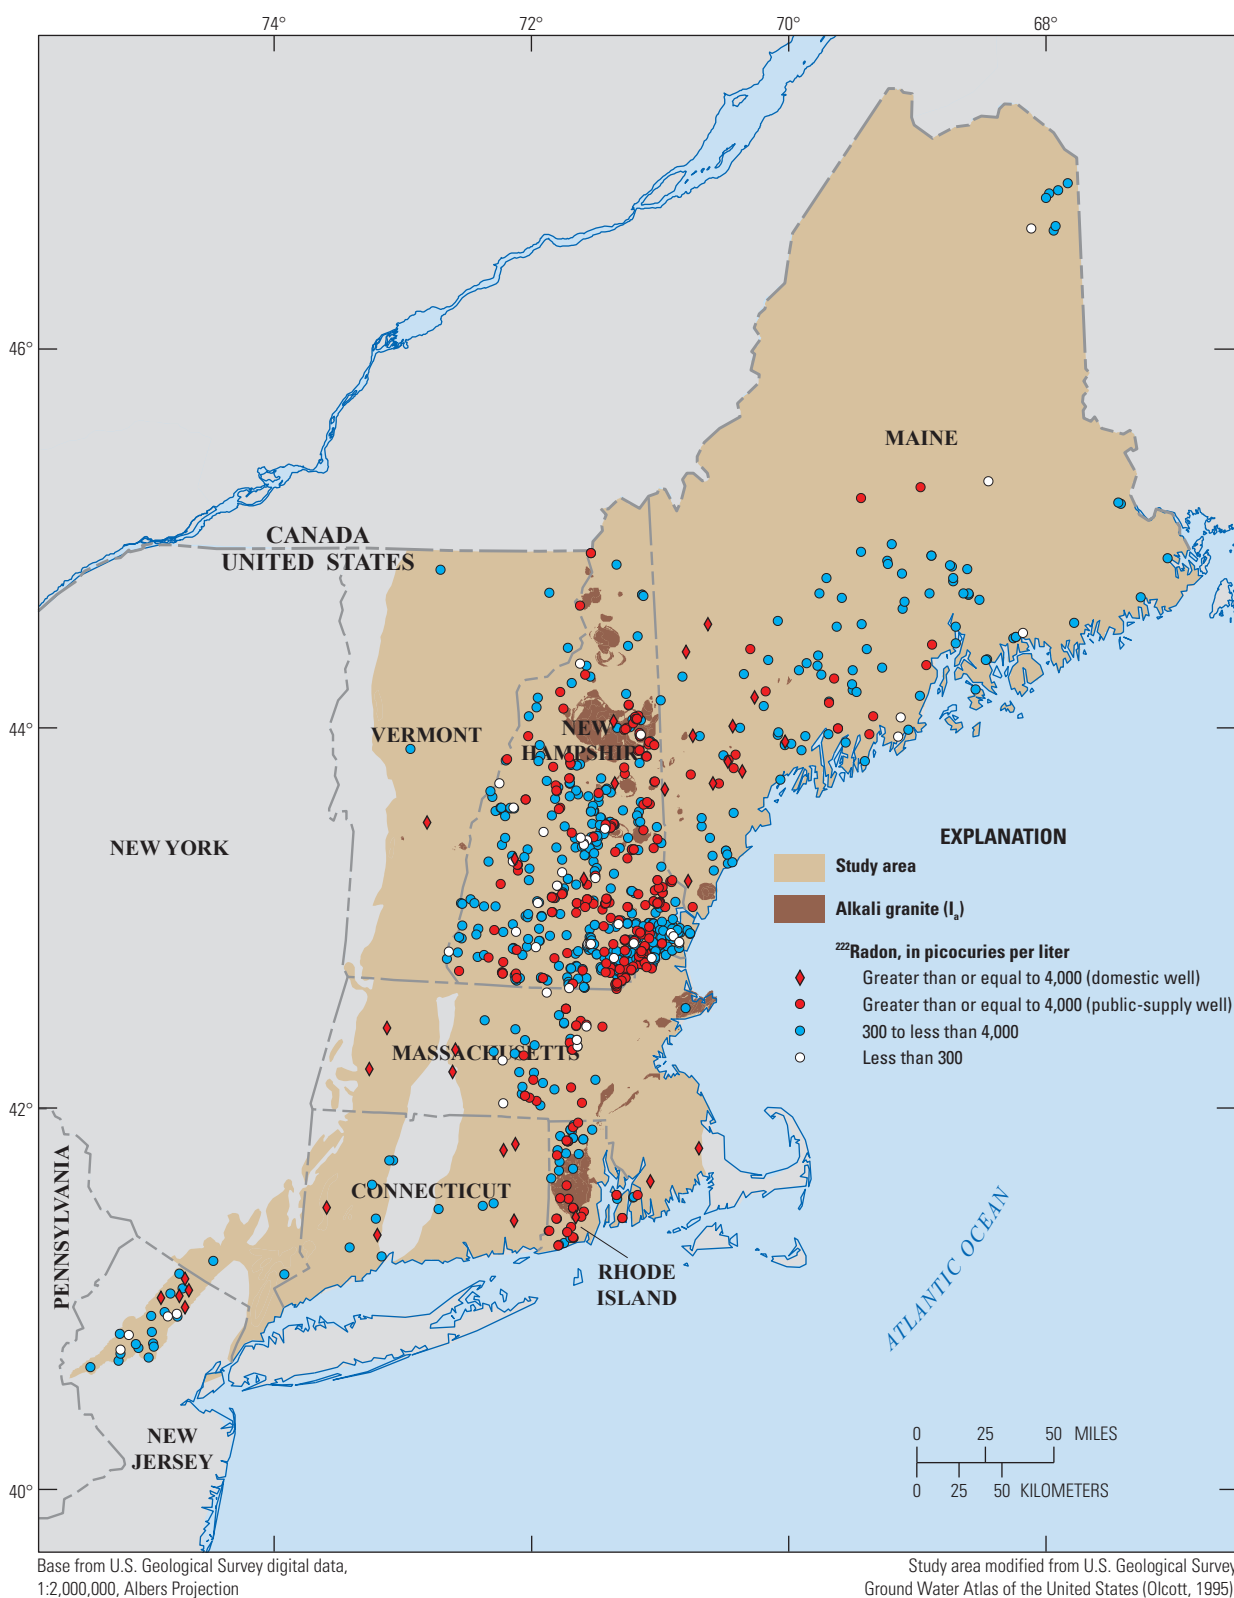 74°
72°
70°
68°
46°
MAINE
CANADA
UNITED STATES
44°
VERMONT
NEW
HAMPSHIRE
NEW YORK
EXPLANATION
Study area
Alkali granite (Ia)
222Radon, in picocuries per liter
Greater than or equal to 4,000 (domestic well)
Greater than or equal to 4,000 (public-supply well)
300 to less than 4,000
Less than 300
MASSACHUSETTS
42°
PENNSYLVANIA
CONNECTICUT
RHODE
ISLAND
ATLANTIC OCEAN
NEW
JERSEY
0 25 50 MILES
0 25 50 KILOMETERS
40°
Base from U.S. Geological Survey digital data,
1:2,000,000, Albers Projection
Study area modified from U.S. Geological Survey
Ground Water Atlas of the United States (Olcott, 1995)